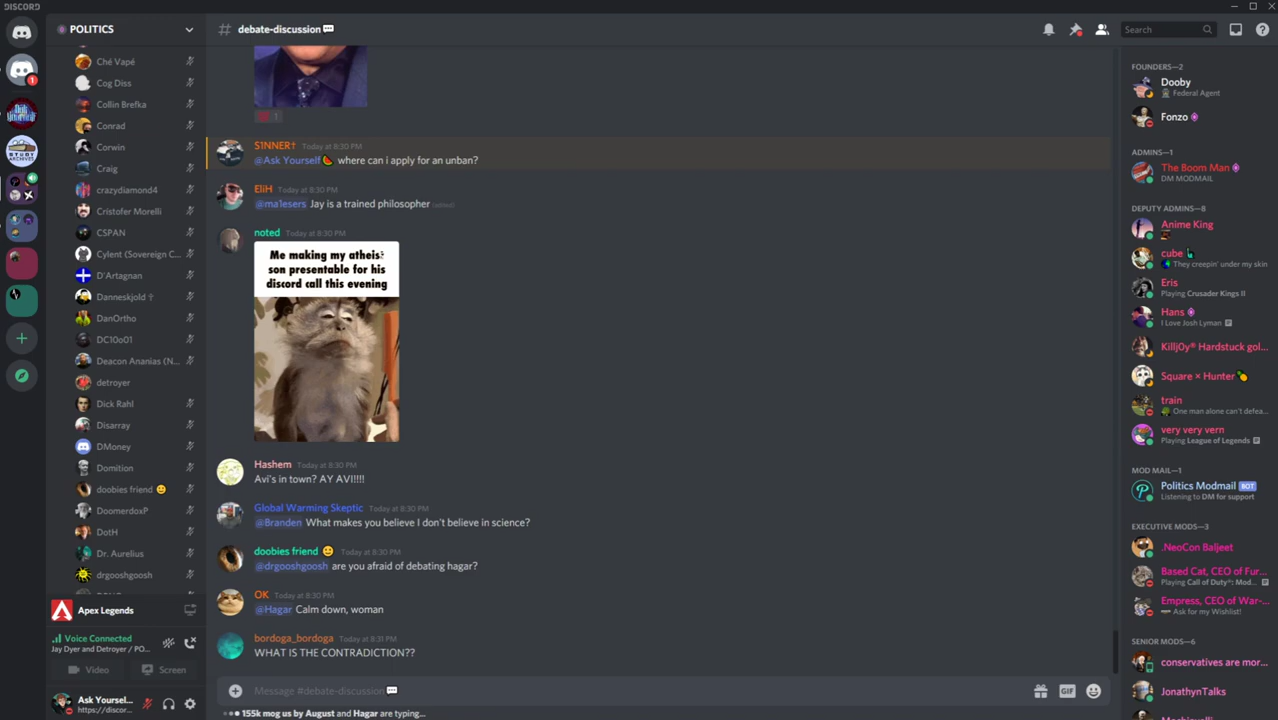 DISCORD
POLITICS
Ché Vapé
Cog Diss
Collin Brefka
Conrad
Corwin
Craig
crazydiamond4
Cristofer Morelli
CSPAN
Cylent (Sovereign C...
D'Artagnan
Danneskjold †
DanOrtho
DC10o01
Deacon Ananias (N...
detroyer
Dick Rahl
Disarray
DMoney
Domition
doobies friend 🙂
DoomerdoxP
DotH
Dr. Aurelius
drgooshgoosh
Apex Legends
Voice Connected
Jay Dyer and Detroyer / PO...
Video
Screen
Ask Yoursel...
https://discor...
1
# debate-discussion💬
Search
1
S1NNER† Today at 8:30 PM
@Ask Yourself🍉 where can i apply for an unban?
EliH Today at 8:30 PM
@ma1esers Jay is a trained philosopher (edited)
noted Today at 8:30 PM
Me making my atheist
son presentable for his
discord call this evening
Hashem Today at 8:30 PM
Avi's in town? AY AVI!!!!
Global Warming Skeptic Today at 8:30 PM
@Branden What makes you believe I don't believe in science?
doobies friend 🙂 Today at 8:30 PM
@drgooshgoosh are you afraid of debating hagar?
OK Today at 8:30 PM
@Hagar Calm down, woman
bordoga_bordoga Today at 8:31 PM
WHAT IS THE CONTRADICTION??
Message #debate-discussion💬
GIF
155k mog us by August and Hagar are typing...
FOUNDERS—2
Dooby
Federal Agent
Fonzo
ADMINS—1
The Boom Man
DM MODMAIL
DEPUTY ADMINS—8
Anime King
cube
They creepin' under my skin
Eris
Playing Crusader Kings II
Hans
I Love Josh Lyman
Killj0y® Hardstuck gol...
Square × Hunter🍍
train
One man alone can't defea...
very very vern
Playing League of Legends
MOD MAIL—1
Politics Modmail BOT
Listening to DM for support
EXECUTIVE MODS—3
.NeoCon Baljeet
Based Cat, CEO of Fur...
Playing Call of Duty®: Mod...
Empress, CEO of War-...
Ask for my Wishlist!
SENIOR MODS—6
conservatives are mor...
JonathynTalks